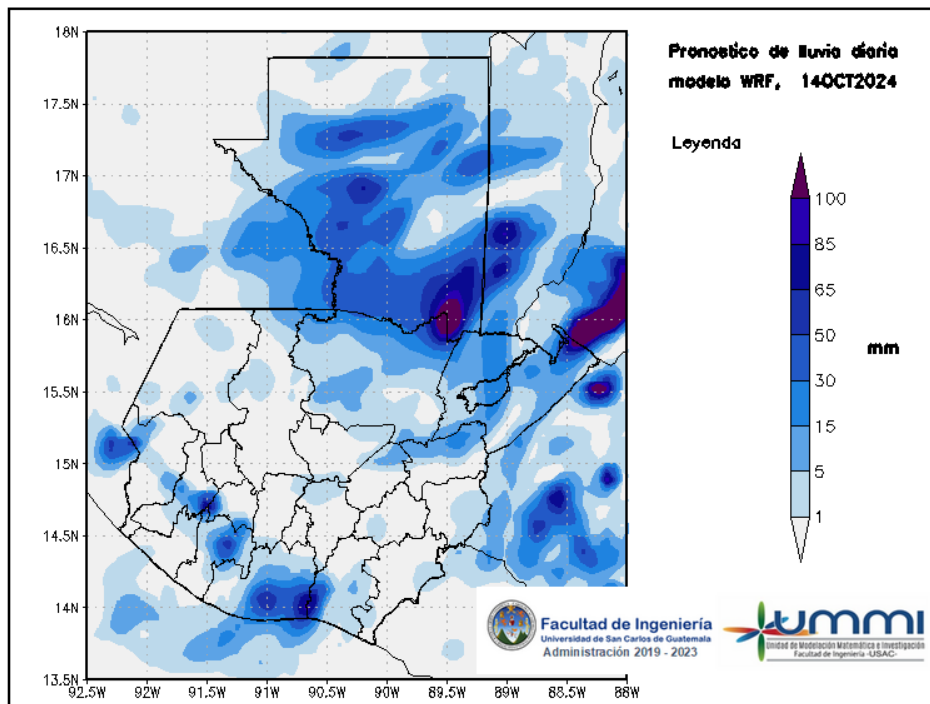 Pronostico de lluvia diaria
modelo WRF, 14OCT2024
Leyenda
100
85
65
50
30
15
5
1
mm
18N
17.5N
17N
16.5N
16N
15.5N
15N
14.5N
14N
13.5N
92.5W 92W 91.5W 91W 90.5W 90W 89.5W 89W 88.5W 88W
Facultad de Ingeniería
Universidad de San Carlos de Guatemala
Administración 2019 - 2023
UMMI
Unidad de Modelación Matemática e Investigación
Facultad de Ingeniería -USAC-